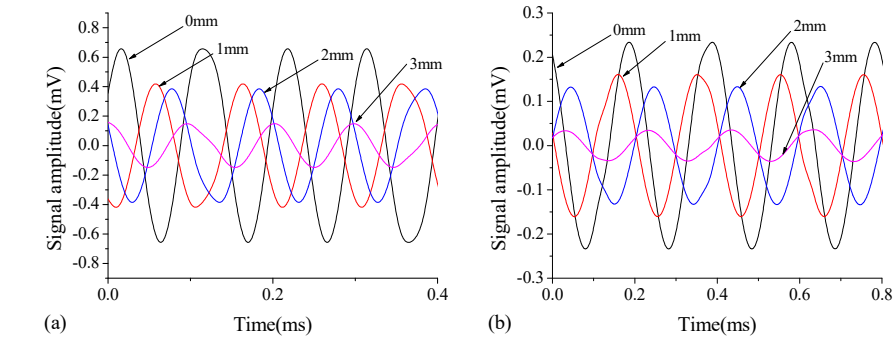 0.8
0.6
0.4
0.2
0.0
-0.2
-0.4
-0.6
-0.8
Signal amplitude(mV)
0mm
1mm
2mm
3mm
0.0 0.2 0.4
Time(ms)
(a)
0.3
0.2
0.1
0.0
-0.1
-0.2
-0.3
Signal amplitude(mV)
0mm
1mm
2mm
3mm
0.0 0.2 0.4 0.6 0.8
Time(ms)
(b)